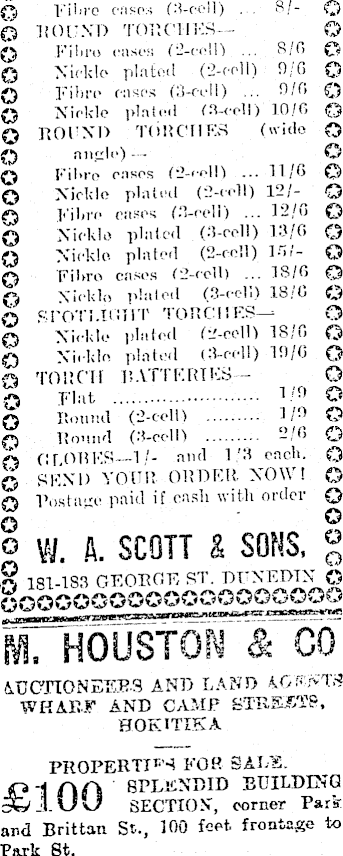 Fibre cases (3-cell) ... 8/-
ROUND TORCHES—
Fibro cases (2-cell) ... 8/6
Nickle plated (2-cell) 9/6
Fibre cases (3-cell) ... 9/6
Nickle plated (3-cell) 10/6
ROUND TORCHES (wide
angle)—
Fibre cases (2-cell) ... 11/6
Nickle plated (2-cell) 12/-
Fibre cases (3-cell) ... 12/6
Nickle plated (3-cell) 13/6
Nickle plated (2-cell) 15/-
Fibro cases (2-cell) ... 18/6
Nickle plated (3-cell) 18/6
SPOTLIGHT TORCHES—
Nickle plated (2-cell) 18/6
Nickle plated (3-cell) 19/6
TORCH BATTERIES—
Flat ........................ 1/9
Round (2-cell) ......... 1/9
Round (3-cell) ......... 2/6
GLOBES—1/- and 1/3 each.
SEND YOUR ORDER NOW!
Postage paid if cash with order
W. A. SCOTT & SONS,
181-183 GEORGE ST. DUNEDIN
M. HOUSTON & CO
AUCTIONEERS AND LAND AGENTS
WHARF AND CAMP STREETS,
HOKITIKA
PROPERTIES FOR SALE.
£100 SPLENDID BUILDING
SECTION, corner Park
and Brittan St., 100 feet frontage to
Park St.